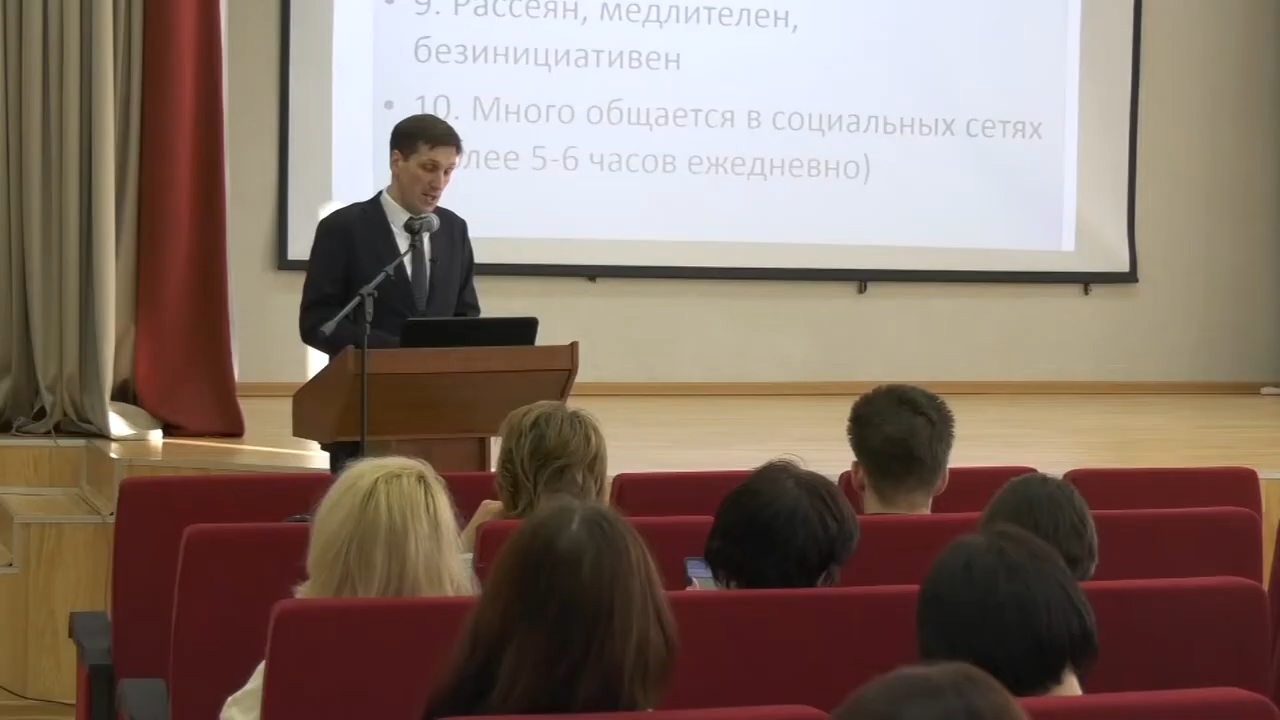 • 9. Рассеян, медлителен,
безинициативен
• 10. Много общается в социальных сетях
лее 5-6 часов ежедневно)